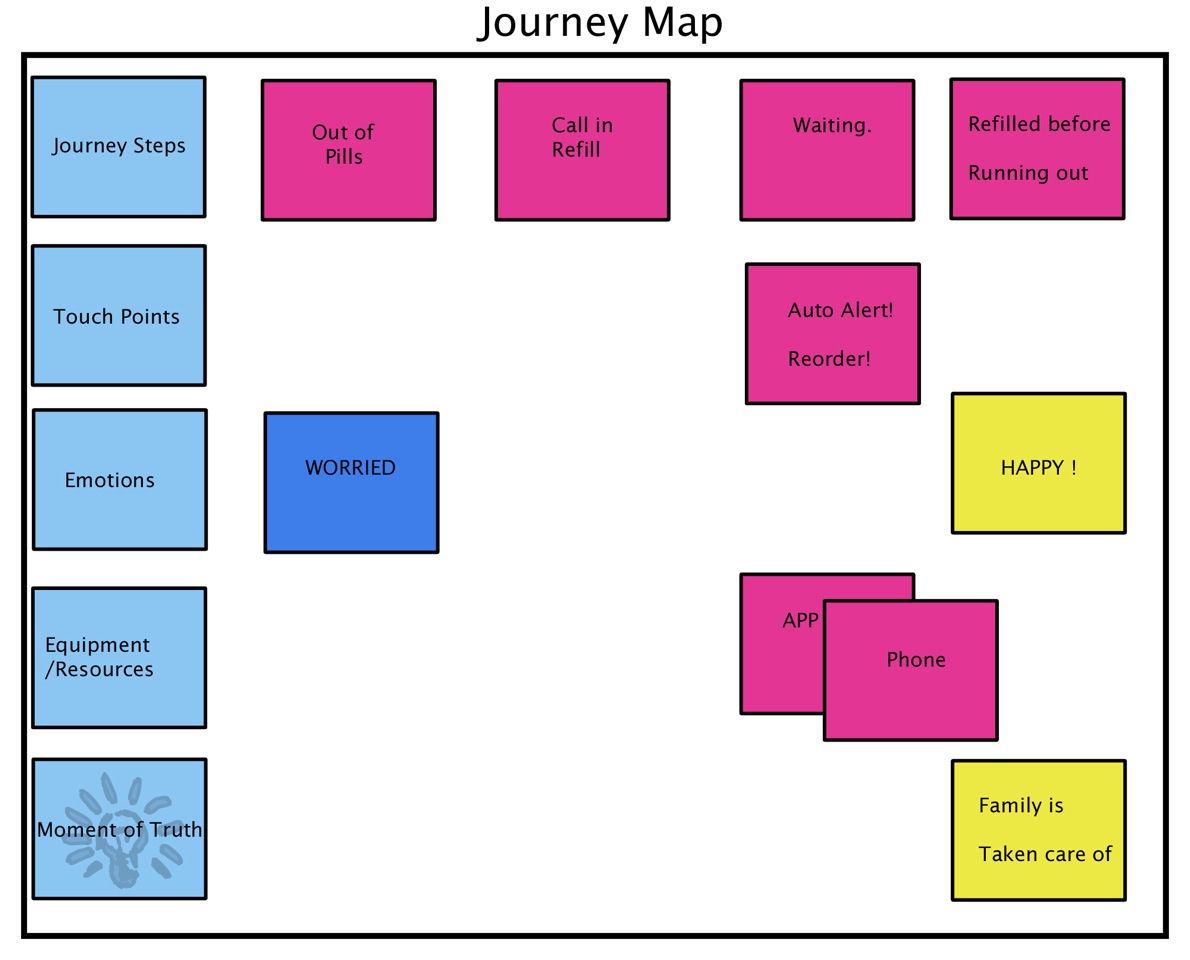 Journey Map
Journey Steps
Out of
Pills
Call in
Refill
Waiting.
Refilled before
Running out
Touch Points
Auto Alert!
Reorder!
Emotions
WORRIED
HAPPY !
Equipment
/Resources
APP
Phone
Moment of Truth
Family is
Taken care of